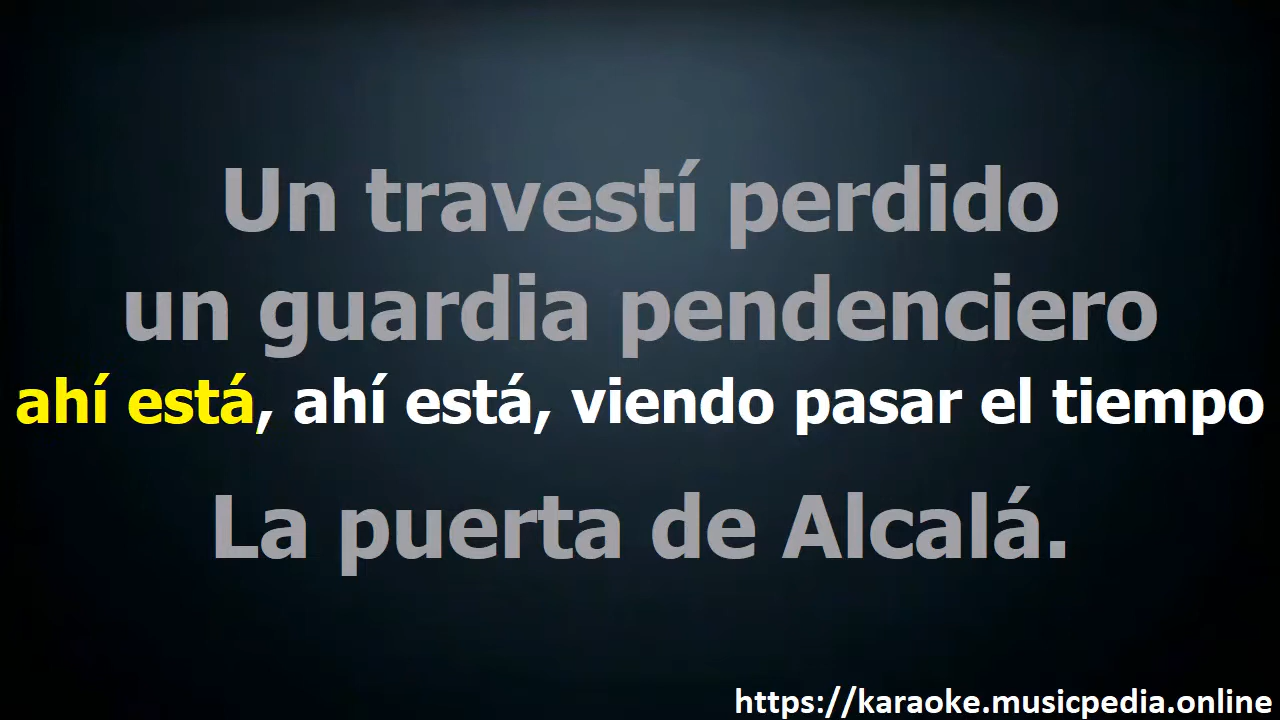 Un travestí perdido
un guardia pendenciero
ahí está, ahí está, viendo pasar el tiempo
La puerta de Alcalá.
https://karaoke.musicpedia.online